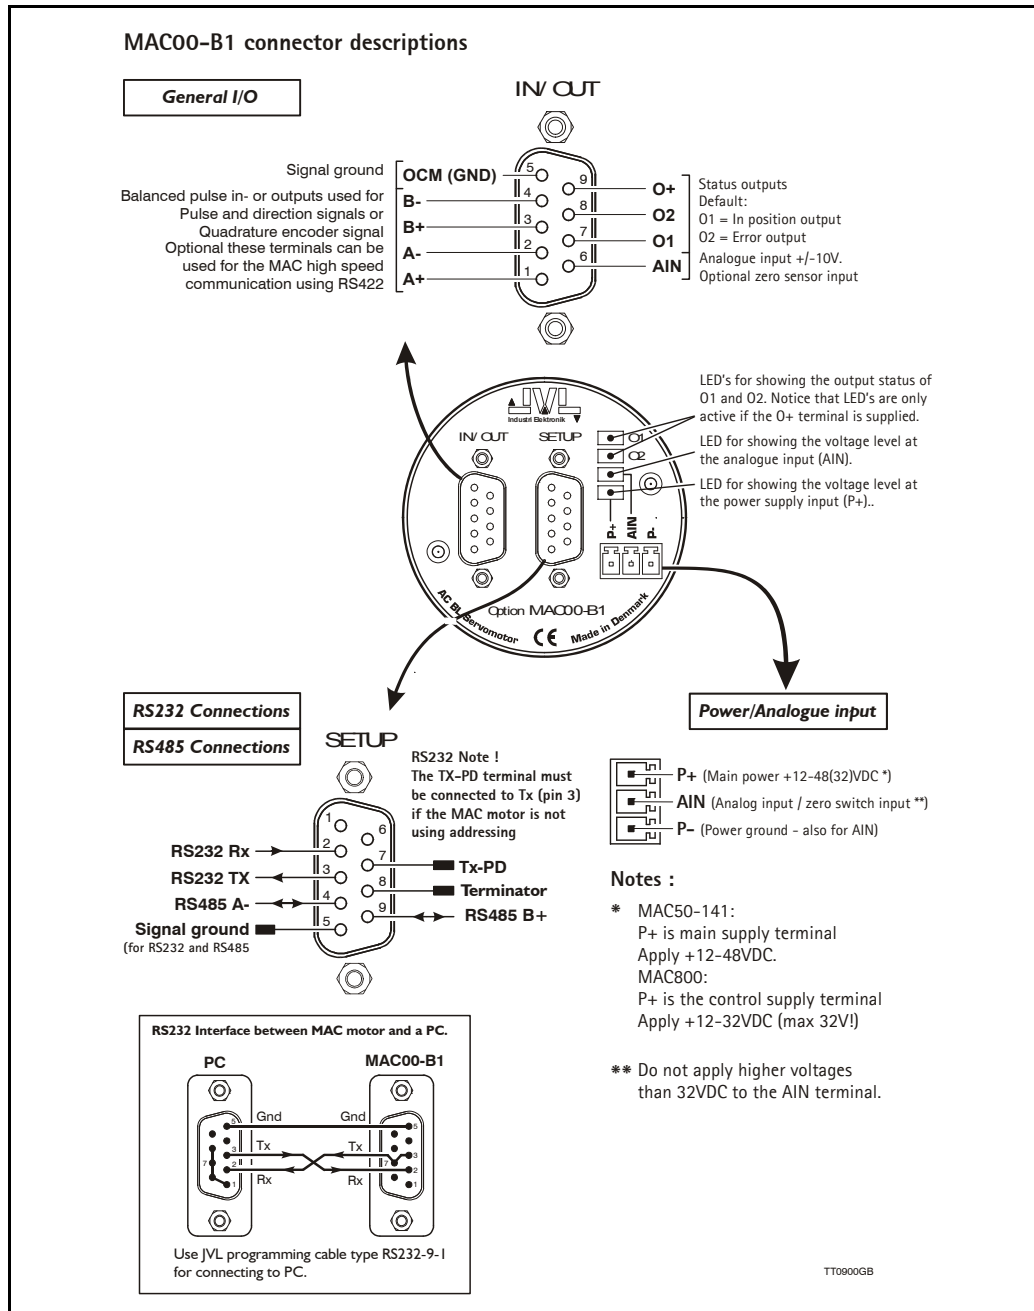 MAC00-B1 connector descriptions
General I/O
IN/OUT
Signal ground
OCM (GND)
Balanced pulse in- or outputs used for
Pulse and direction signals or
Quadrature encoder signal
Optional these terminals can be
used for the MAC high speed
communication using RS422
B-
B+
A-
A+
5
4
3
2
1
9
8
7
6
O+
O2
O1
AIN
Status outputs
Default:
O1 = In position output
O2 = Error output
Analogue input +/-10V.
Optional zero sensor input
JVL
Industri Elektronik
IN/OUT
SETUP
O1
O2
P+
AIN
P-
Option MAC00-B1
AC BL Servomotor
CE
Made in Denmark
LED's for showing the output status of
O1 and O2. Notice that LED's are only
active if the O+ terminal is supplied.
LED for showing the voltage level at
the analogue input (AIN).
LED for showing the voltage level at
the power supply input (P+)..
RS232 Connections
RS485 Connections
SETUP
RS232 Note !
The TX-PD terminal must
be connected to Tx (pin 3)
if the MAC motor is not
using addressing
1
2
3
4
5
6
7
8
9
RS232 Rx
RS232 TX
RS485 A-
Signal ground
(for RS232 and RS485
Tx-PD
Terminator
RS485 B+
Power/Analogue input
P+ (Main power +12-48(32)VDC *)
AIN (Analog input / zero switch input **)
P- (Power ground - also for AIN)
Notes :
* MAC50-141:
P+ is main supply terminal
Apply +12-48VDC.
MAC800:
P+ is the control supply terminal
Apply +12-32VDC (max 32V!)
** Do not apply higher voltages
than 32VDC to the AIN terminal.
RS232 Interface between MAC motor and a PC.
PC
MAC00-B1
5
3
7
2
1
Gnd
Gnd
Tx
Tx
Rx
Rx
5
3
7
2
1
Use JVL programming cable type RS232-9-1
for connecting to PC.
TT0900GB